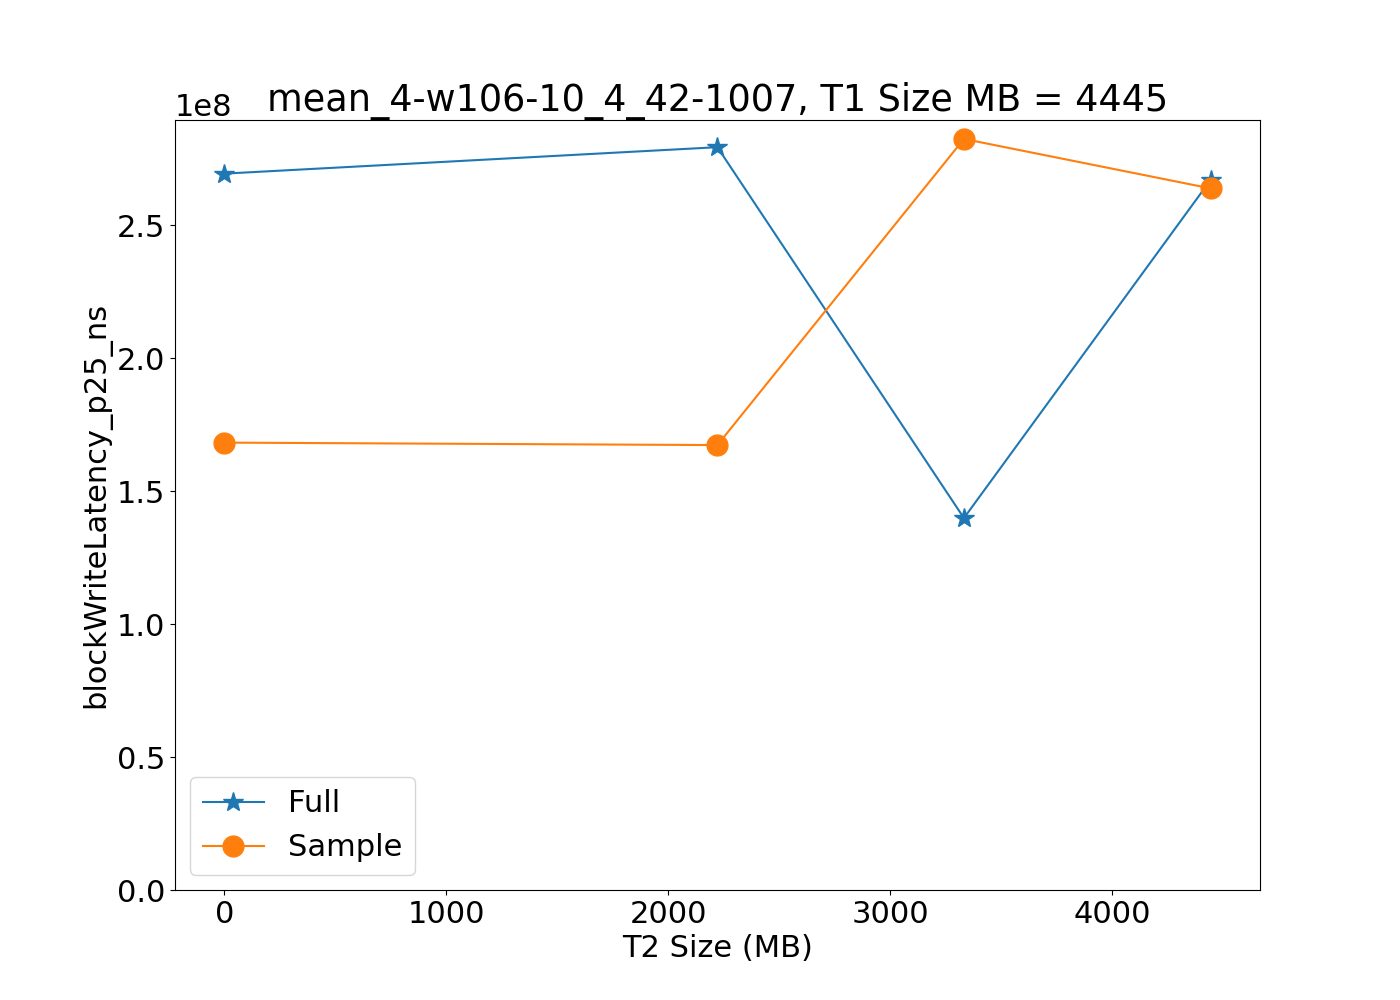 1e8
mean_4-w106-10_4_42-1007, T1 Size MB = 4445
blockWriteLatency_p25_ns
2.5
2.0
1.5
1.0
0.5
0.0
Full
Sample
0 1000 2000 3000 4000
T2 Size (MB)